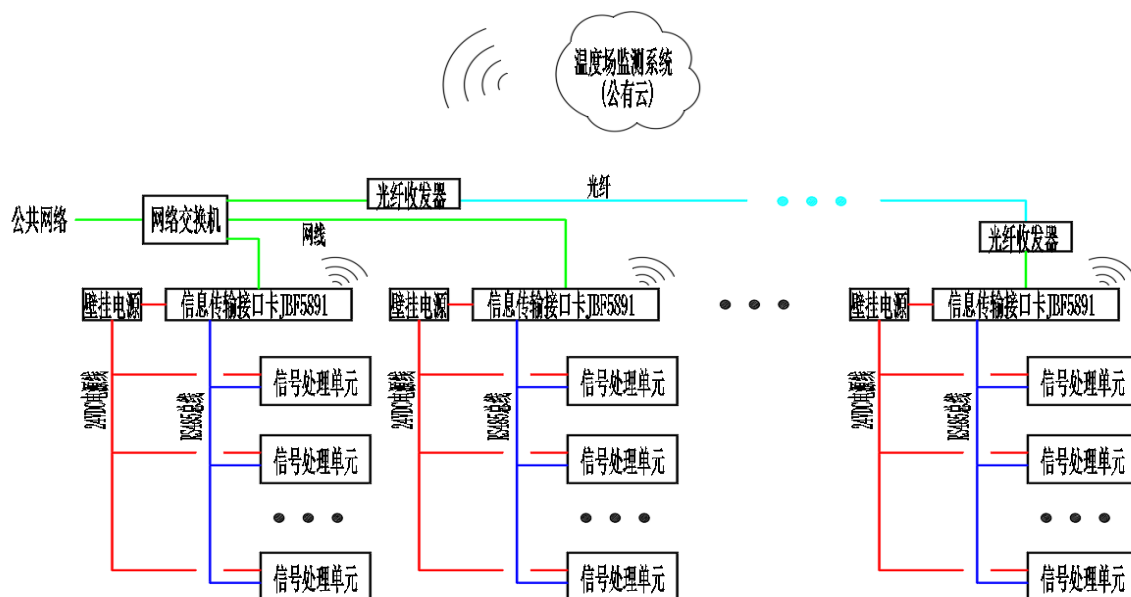 温度场监测系统
(公有云)
光纤收发器
光纤
公共网络
网络交换机
网线
光纤收发器
壁挂电源
信息传输接口卡JBF5891
壁挂电源
信息传输接口卡JBF5891
壁挂电源
信息传输接口卡JBF5891
24VDC电源线
RS485总线
信号处理单元
24VDC电源线
RS485总线
信号处理单元
24VDC电源线
RS485总线
信号处理单元
信号处理单元
信号处理单元
信号处理单元
信号处理单元
信号处理单元
信号处理单元